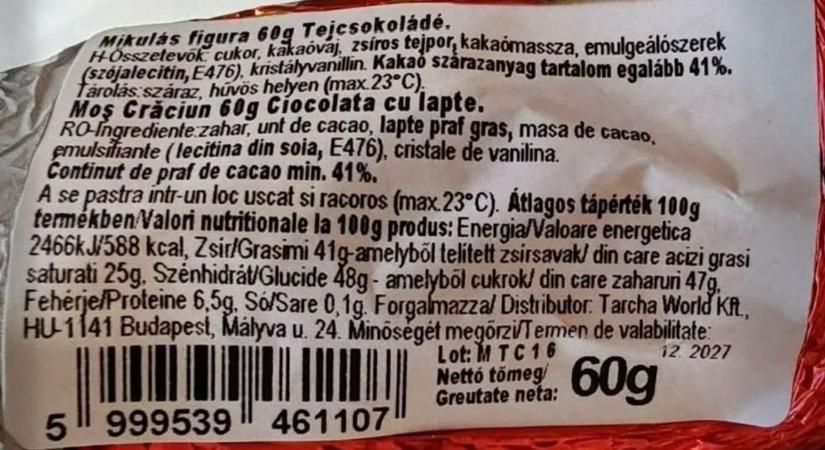 Mikulás figura 60g Tejcsokoládé.
H-Összetevők: cukor, kakaóvaj, zsíros tejpor, kakaómassza, emulgeálószerek
(szójalecitin, E476), kristályvanillin. Kakaó szárazanyag tartalom egalább 41%.
Tárolás:száraz, hűvös helyen (max.23°C).
Moș Crăciun 60g Ciocolata cu lapte.
RO-Ingrediente:zahar, unt de cacao, lapte praf gras, masa de cacao,
emulsifiante (lecitina din soia, E476), cristale de vanilina.
Continut de praf de cacao min. 41%.
A se pastra intr-un loc uscat si racoros (max.23°C). Átlagos tápérték 100g
termékben/Valori nutritionale la 100g produs: Energia/Valoare energetica
2466kJ/588 kcal, Zsír/Grasimi 41g-amelyből telített zsírsavak/ din care acizi grasi
saturati 25g, Szénhidrát/Glucide 48g - amelyből cukrok/ din care zaharuri 47g,
Fehérje/Proteine 6,5g, Só/Sare 0,1g. Forgalmazza/ Distributor: Tarcha World Kft.,
HU-1141 Budapest, Mályva u. 24. Minőségét megőrzi/Termen de valabilitate:
12. 2027
Lot: M T C 1 6
Nettó tömeg/
Greutate neta:
60g
5 999539 461107